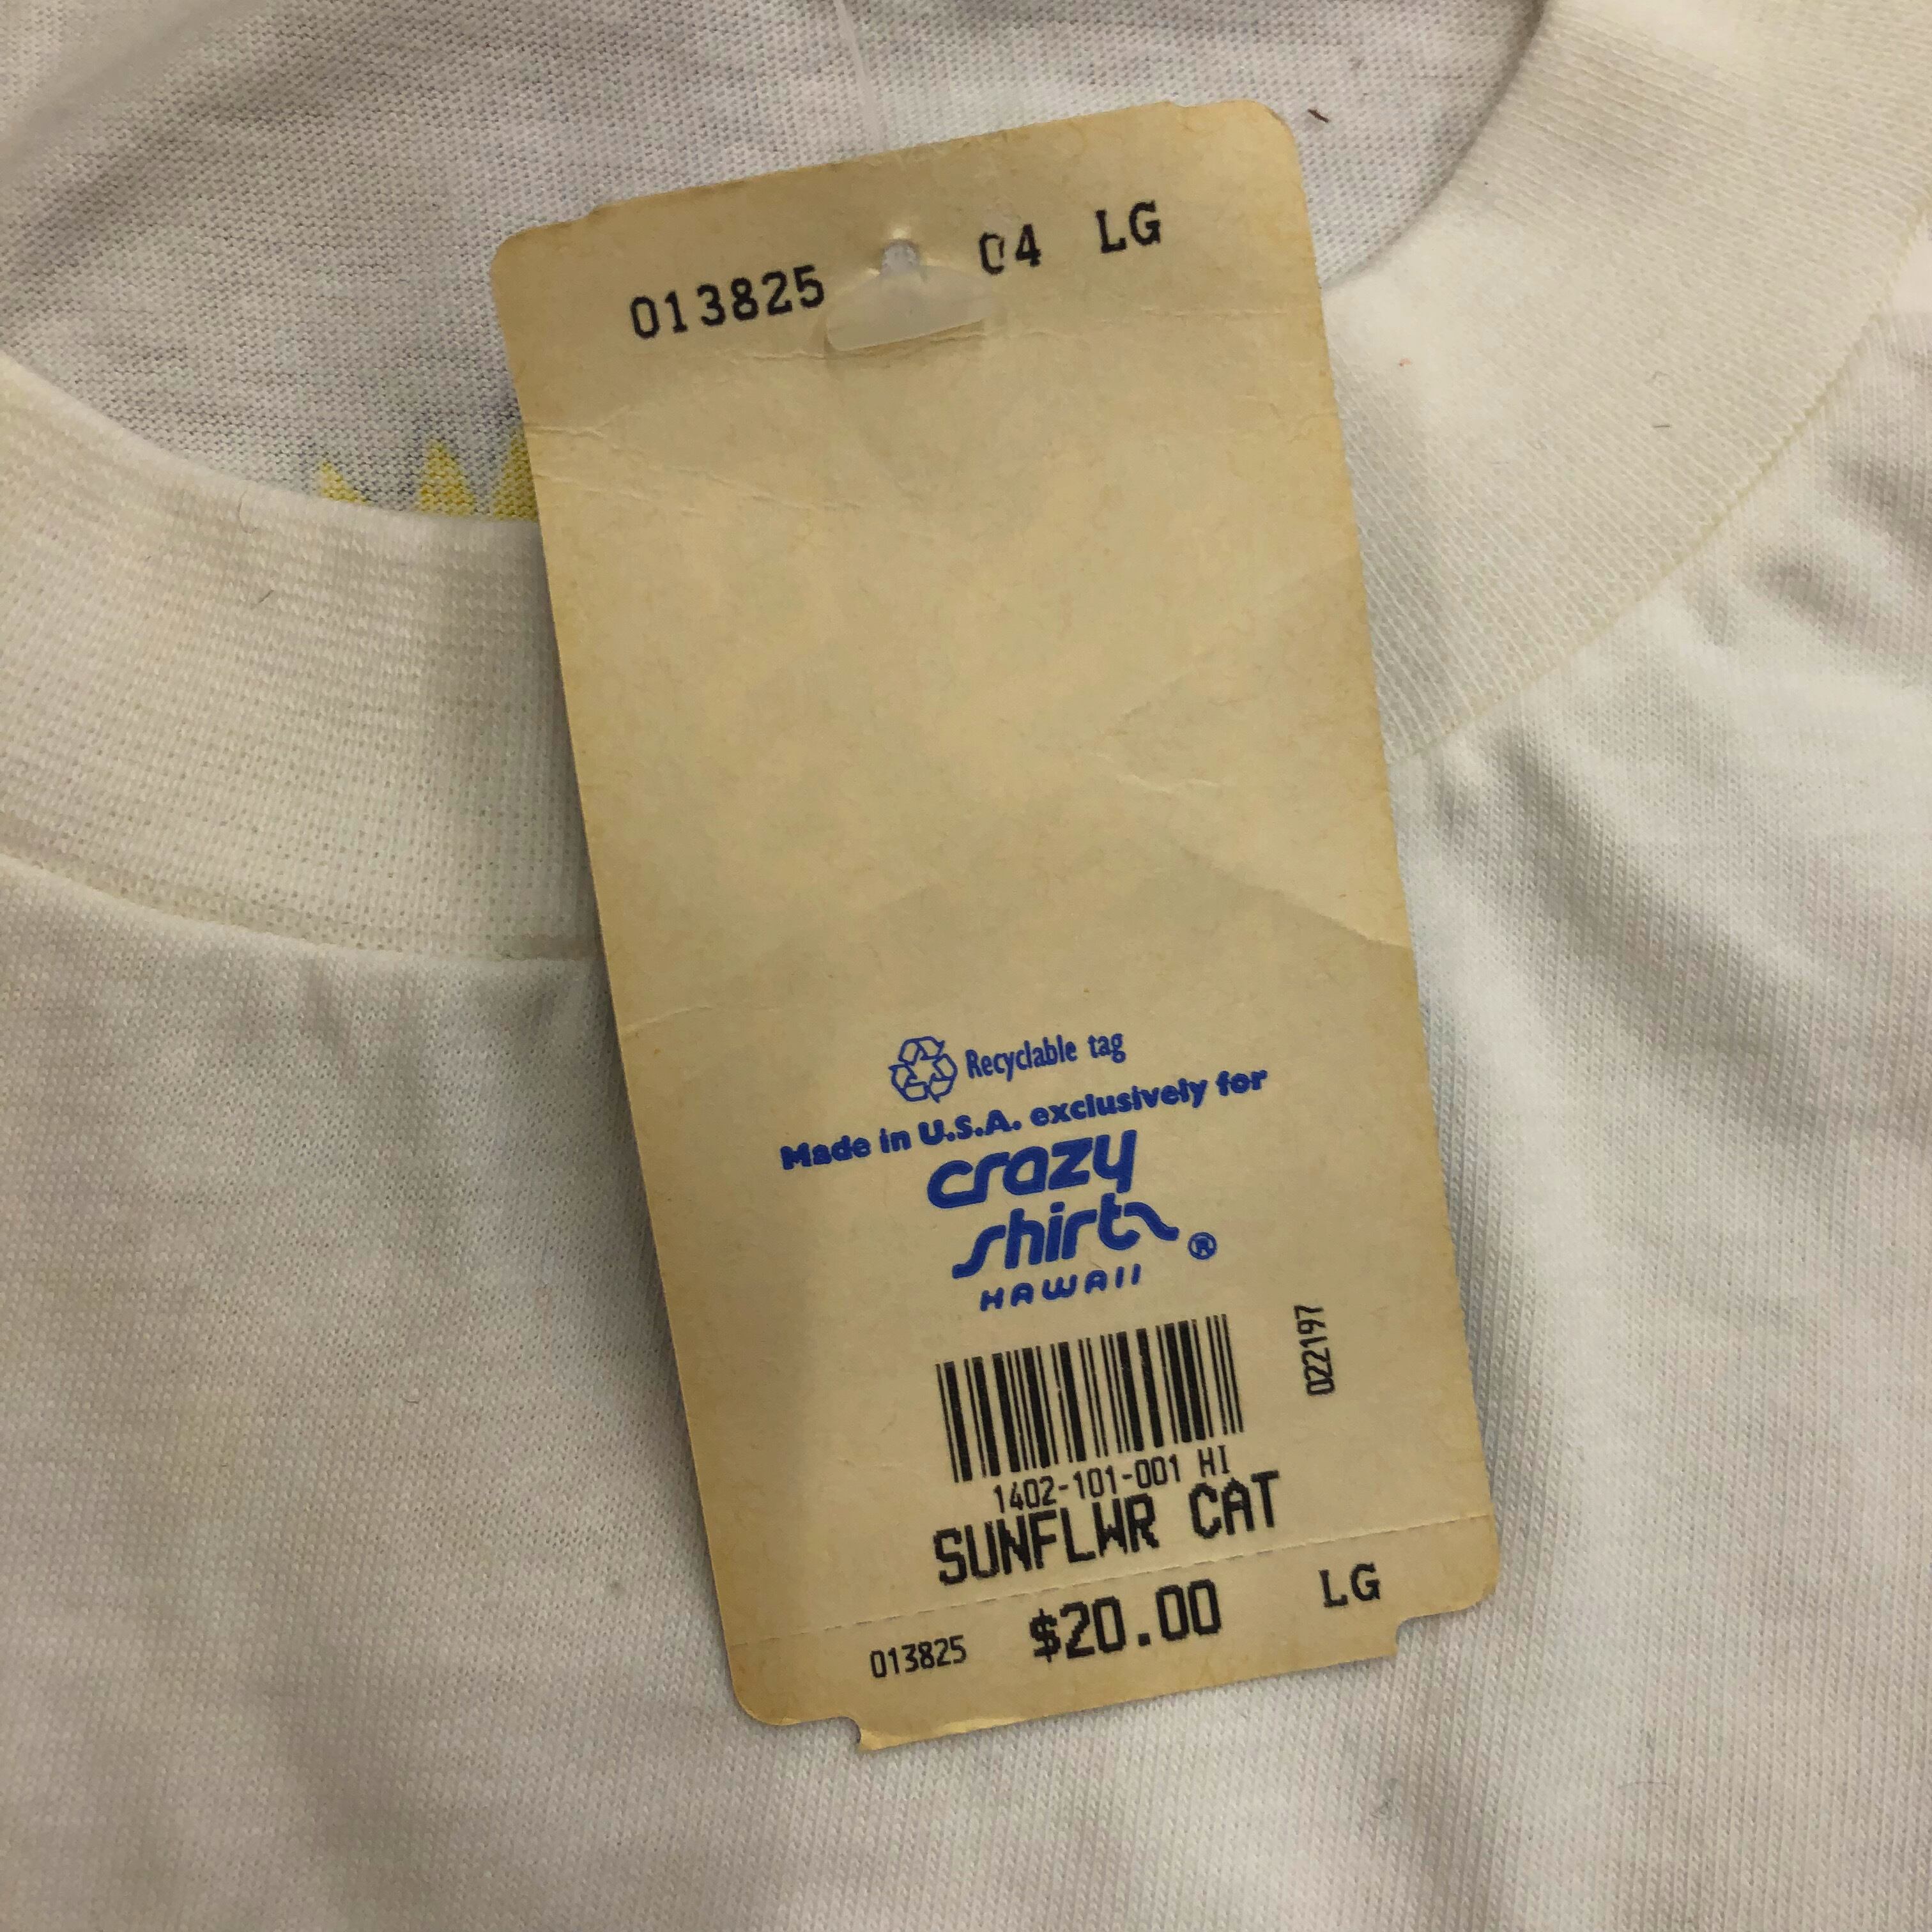 013825 04 LG
Recyclable tag
Made in U.S.A. exclusively for
crazy
shirts ®
HAWAII
022197
1402-101-001 HI
SUNFLWR CAT
013825 $20.00 LG